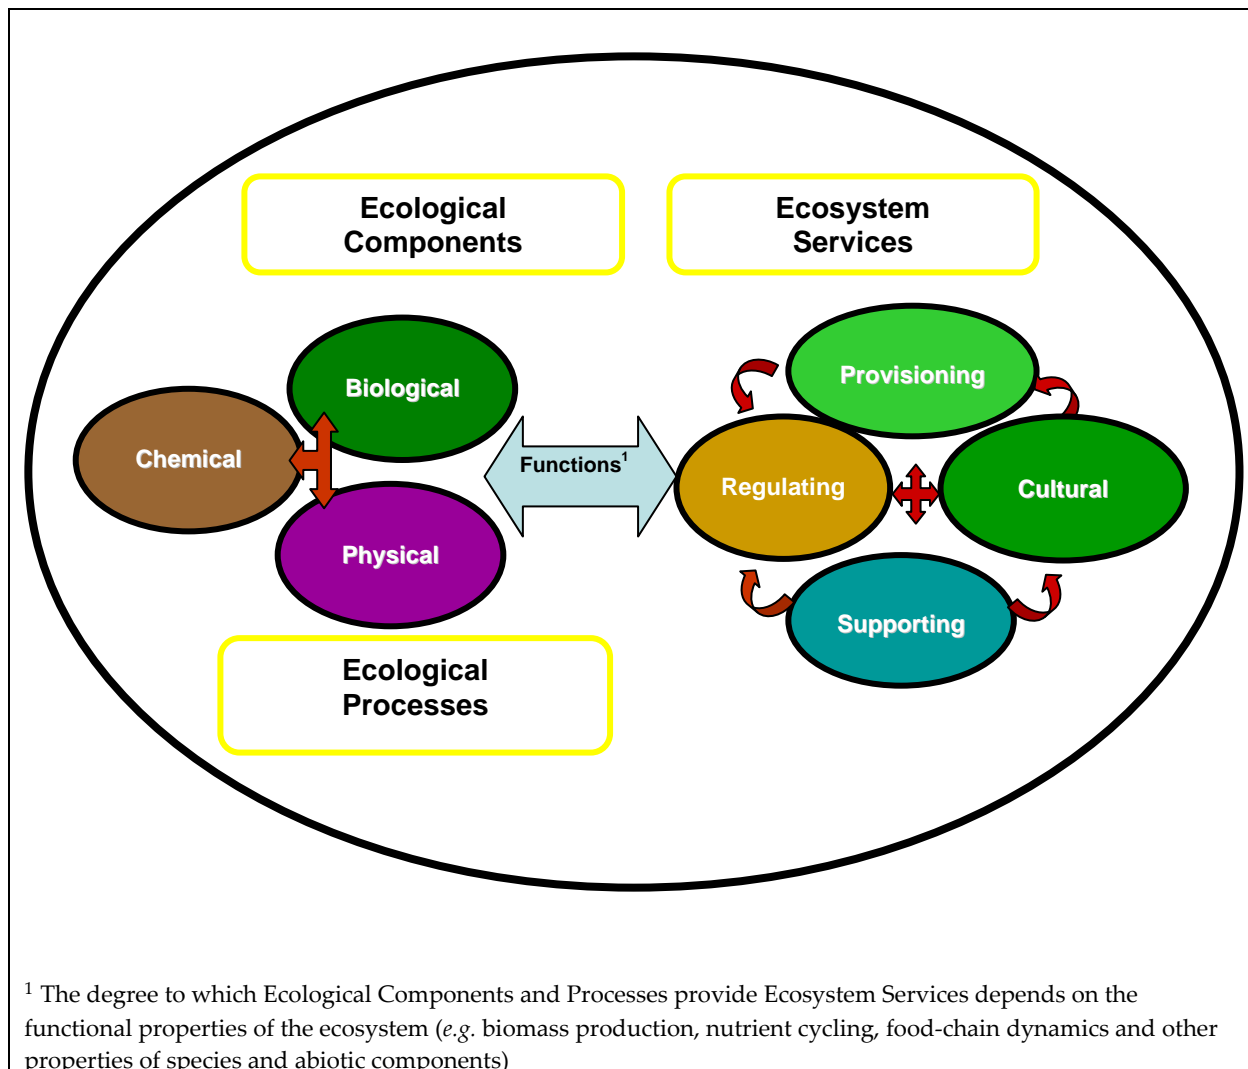 Ecological
Components
Ecosystem
Services
Biological
Chemical
Physical
Functions¹
Provisioning
Regulating
Cultural
Supporting
Ecological
Processes
¹ The degree to which Ecological Components and Processes provide Ecosystem Services depends on the
functional properties of the ecosystem (e.g. biomass production, nutrient cycling, food-chain dynamics and other
properties of species and abiotic components)